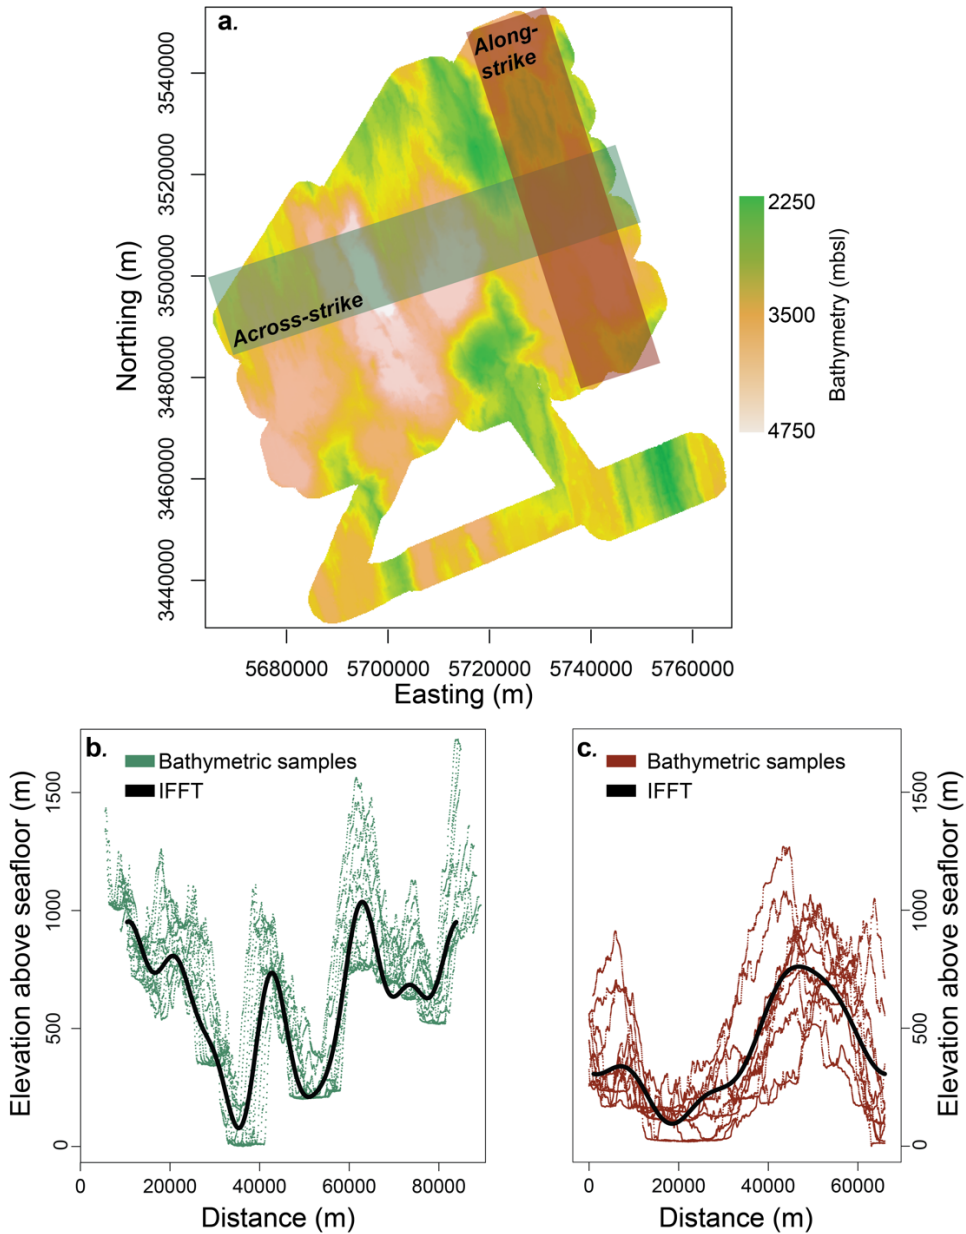 a.
Along-
strike
Across-strike
Northing (m)
3540000
3520000
3500000
3480000
3460000
3440000
5680000 5700000 5720000 5740000 5760000
Easting (m)
2250
3500
4750
Bathymetry (mbsl)
b.
Bathymetric samples
IFFT
Elevation above seafloor (m)
1500
1000
500
0
0 20000 40000 60000 80000
Distance (m)
c.
Bathymetric samples
IFFT
1500
1000
500
0
Elevation above seafloor (m)
0 20000 40000 60000
Distance (m)